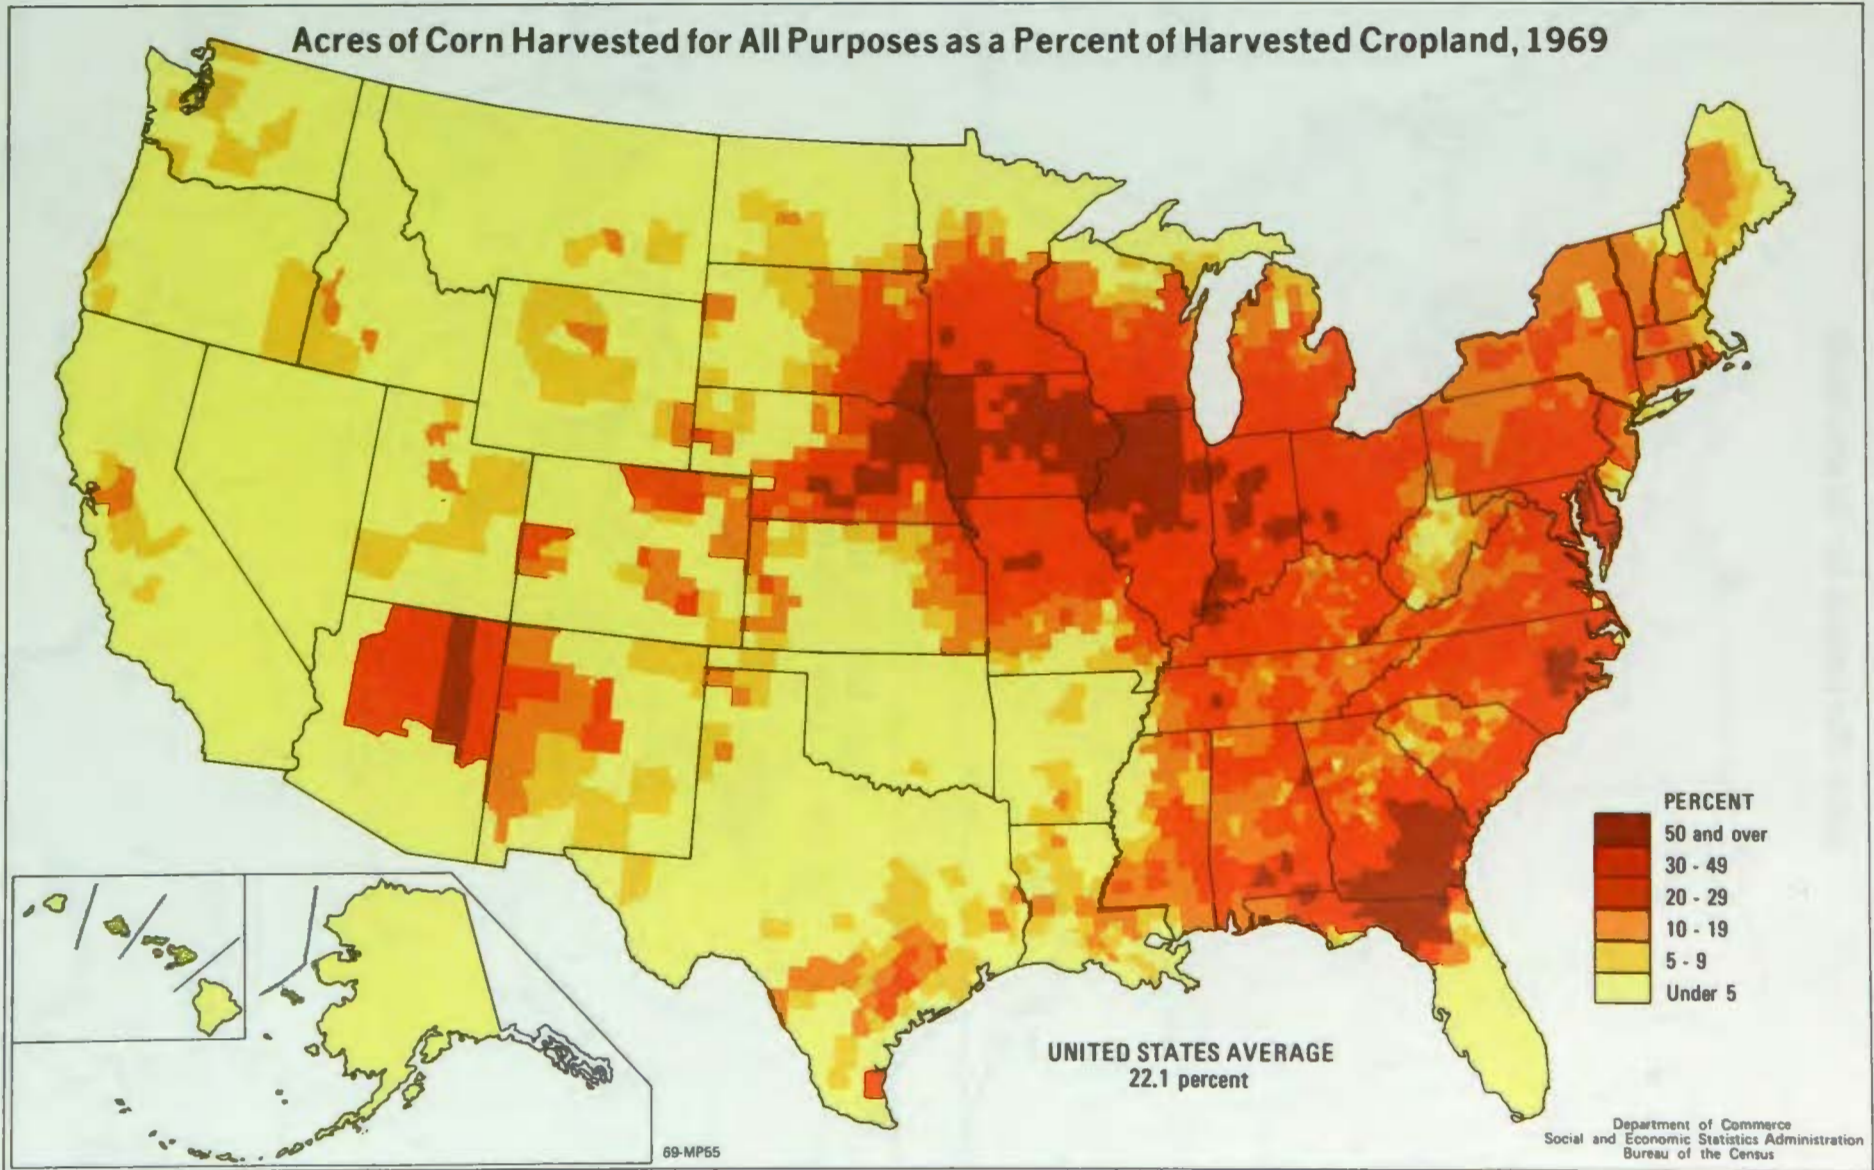 Acres of Corn Harvested for All Purposes as a Percent of Harvested Cropland, 1969
PERCENT
50 and over
30 - 49
20 - 29
10 - 19
5 - 9
Under 5
UNITED STATES AVERAGE
22.1 percent
69-MP55
Department of Commerce
Social and Economic Statistics Administration
Bureau of the Census